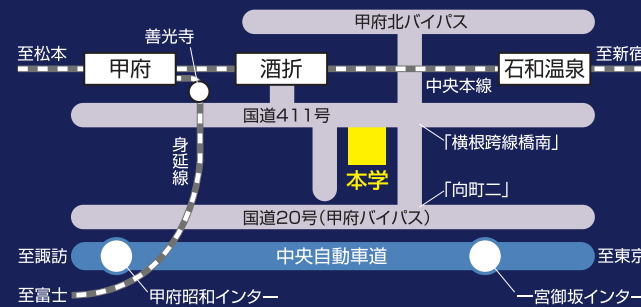 甲府北バイパス
善光寺
至松本
甲府
酒折
石和温泉
至新宿
中央本線
国道411号
「横根跨線橋南」
身延線
本学
「向町二」
国道20号(甲府バイパス)
至諏訪
中央自動車道
至東京
至富士
甲府昭和インター
一宮御坂インター